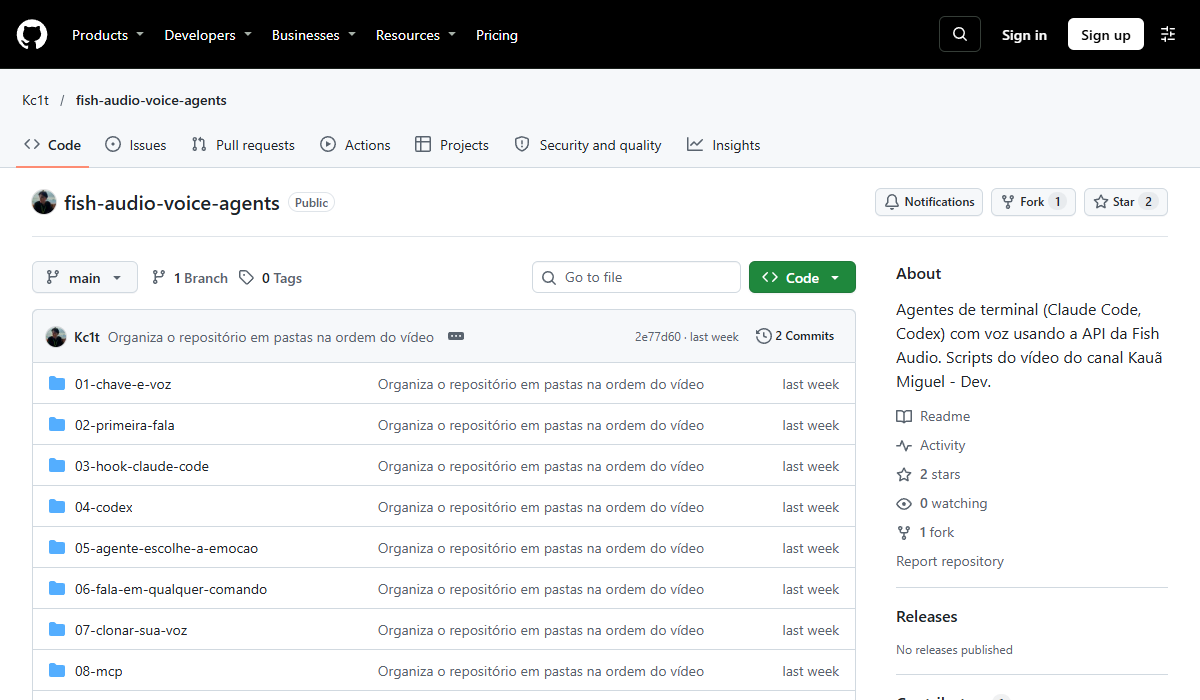 Products Developers Businesses Resources Pricing Sign in Sign up
Kc1t / fish-audio-voice-agents
Code Issues Pull requests Actions Projects Security and quality Insights
fish-audio-voice-agents Public Notifications Fork 1 Star 2
main 1 Branch 0 Tags Go to file Code
Kc1t Organiza o repositório em pastas na ordem do vídeo 2e77d60 · last week 2 Commits
01-chave-e-voz Organiza o repositório em pastas na ordem do vídeo last week
02-primeira-fala Organiza o repositório em pastas na ordem do vídeo last week
03-hook-claude-code Organiza o repositório em pastas na ordem do vídeo last week
04-codex Organiza o repositório em pastas na ordem do vídeo last week
05-agente-escolhe-a-emocao Organiza o repositório em pastas na ordem do vídeo last week
06-fala-em-qualquer-comando Organiza o repositório em pastas na ordem do vídeo last week
07-clonar-sua-voz Organiza o repositório em pastas na ordem do vídeo last week
08-mcp Organiza o repositório em pastas na ordem do vídeo last week
About
Agentes de terminal (Claude Code,
Codex) com voz usando a API da Fish
Audio. Scripts do vídeo do canal Kauã
Miguel - Dev.
Readme
Activity
2 stars
0 watching
1 fork
Report repository
Releases
No releases published